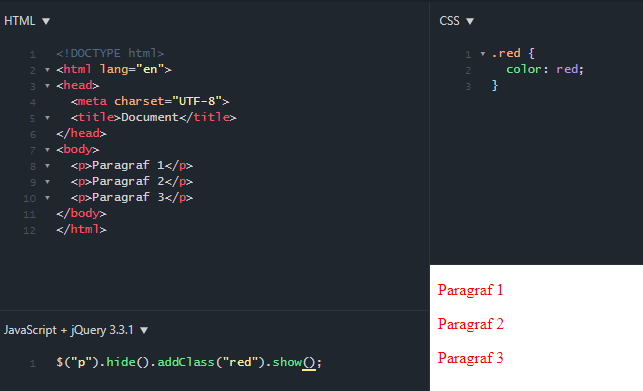 HTML ▼
1 <!DOCTYPE html>
2 ▼ <html lang="en">
3 ▼ <head>
4 <meta charset="UTF-8">
5 ▼ <title>Document</title>
6 </head>
7 ▼ <body>
8 ▼ <p>Paragraf 1</p>
9 ▼ <p>Paragraf 2</p>
10 ▼ <p>Paragraf 3</p>
11 </body>
12 </html>
CSS ▼
1 ▼ .red {
2 color: red;
3 }
JavaScript + jQuery 3.3.1 ▼
1 $("p").hide().addClass("red").show();
Paragraf 1
Paragraf 2
Paragraf 3